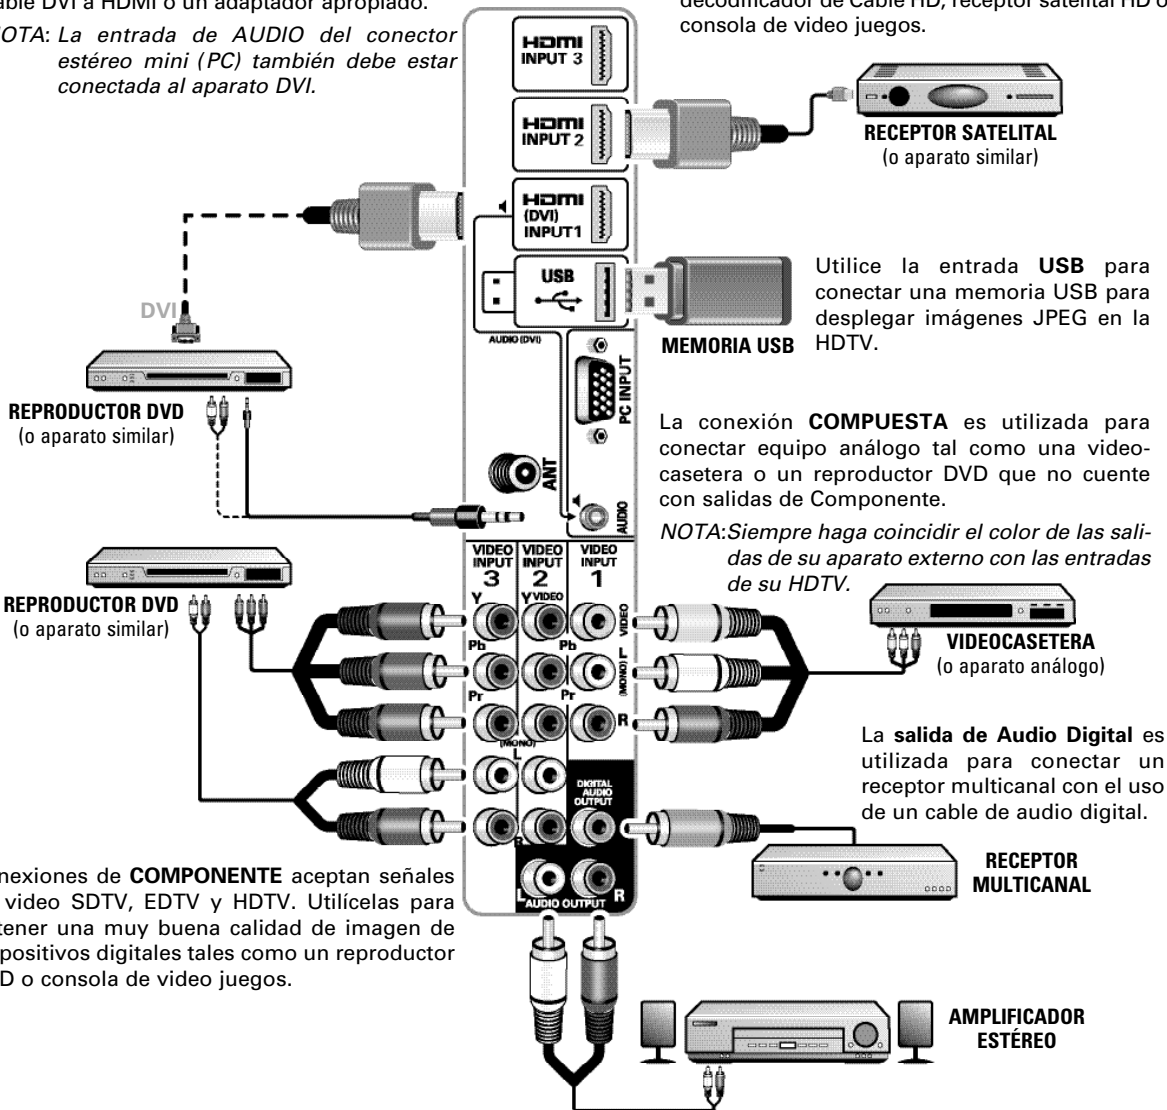 able DVI a HDMI o un adaptador apropiado.
OTA: La entrada de AUDIO del conector
estéreo mini (PC) también debe estar
conectada al aparato DVI.
decodificador de Cable HD, receptor satelital HD o
consola de video juegos.
HDMI
INPUT 3
HDMI
INPUT 2
RECEPTOR SATELITAL
(o aparato similar)
HDMI
(DVI)
INPUT1
USB
AUDIO (DVI)
MEMORIA USB
Utilice la entrada USB para
conectar una memoria USB para
desplegar imágenes JPEG en la
HDTV.
DVI
REPRODUCTOR DVD
(o aparato similar)
PC INPUT
ANT
AUDIO
La conexión COMPUESTA es utilizada para
conectar equipo análogo tal como una video-
casetera o un reproductor DVD que no cuente
con salidas de Componente.
NOTA:Siempre haga coincidir el color de las sali-
das de su aparato externo con las entradas
de su HDTV.
REPRODUCTOR DVD
(o aparato similar)
VIDEO
INPUT
3
VIDEO
INPUT
2
VIDEO
INPUT
1
Y
Y VIDEO
VIDEO
Pb
Pb
L
(MONO)
Pr
Pr
R
(MONO)
L
R
VIDEOCASETERA
(o aparato análogo)
La salida de Audio Digital es
utilizada para conectar un
receptor multicanal con el uso
de un cable de audio digital.
DIGITAL
AUDIO
OUTPUT
RECEPTOR
MULTICANAL
L
R
AUDIO OUTPUT
nexiones de COMPONENTE aceptan señales
video SDTV, EDTV y HDTV. Utilícelas para
tener una muy buena calidad de imagen de
positivos digitales tales como un reproductor
D o consola de video juegos.
AMPLIFICADOR
ESTÉREO